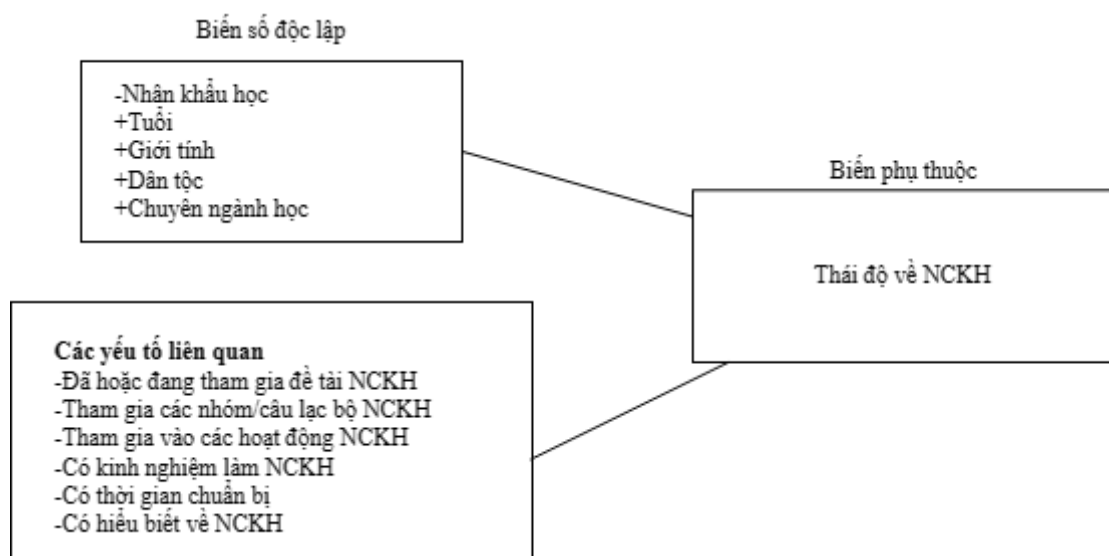 Biến số độc lập
-Nhân khẩu học
+Tuổi
+Giới tính
+Dân tộc
+Chuyên ngành học
Biến phụ thuộc
Thái độ về NCKH
Các yếu tố liên quan
-Đã hoặc đang tham gia đề tài NCKH
-Tham gia các nhóm/câu lạc bộ NCKH
-Tham gia vào các hoạt động NCKH
-Có kinh nghiệm làm NCKH
-Có thời gian chuẩn bị
-Có hiểu biết về NCKH